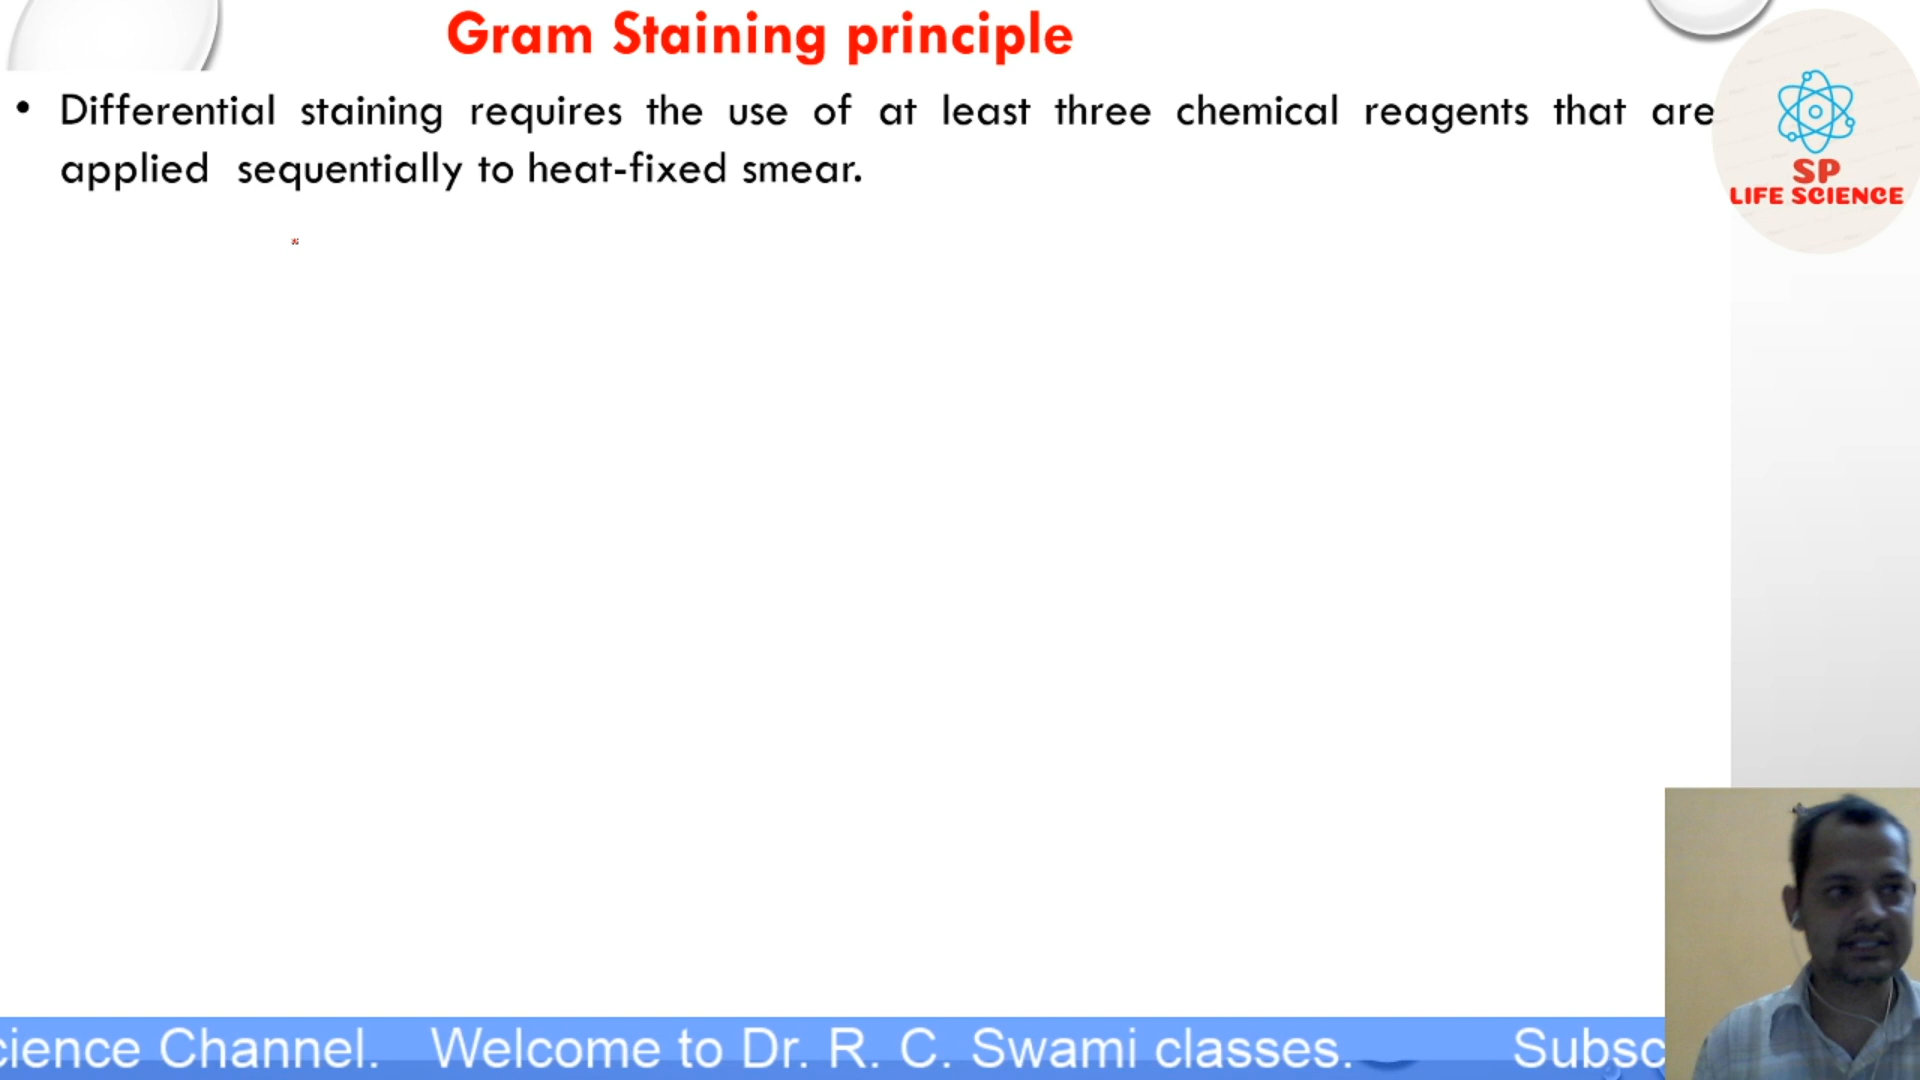 Gram Staining principle
• Differential staining requires the use of at least three chemical reagents that are
applied sequentially to heat-fixed smear.
SP
LIFE SCIENCE
cience Channel. Welcome to Dr. R. C. Swami classes. Subsc